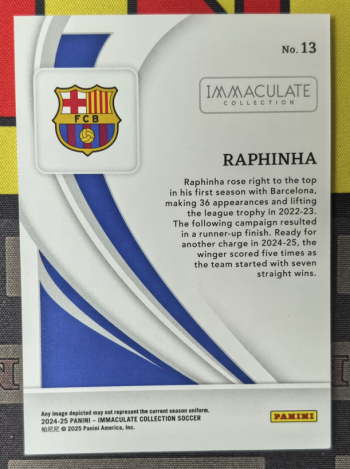 No. 13
FCB
IMMACULATE
COLLECTION
RAPHINHA
Raphinha rose right to the top
in his first season with Barcelona,
making 36 appearances and lifting
the league trophy in 2022-23.
The following campaign resulted
in a runner-up finish. Ready for
another charge in 2024-25, the
winger scored five times as
the team started with seven
straight wins.
Any image depicted may not represent the current season uniform.
2024-25 PANINI – IMMACULATE COLLECTION SOCCER
帕尼尼 © 2025 Panini America, Inc.
PANINI